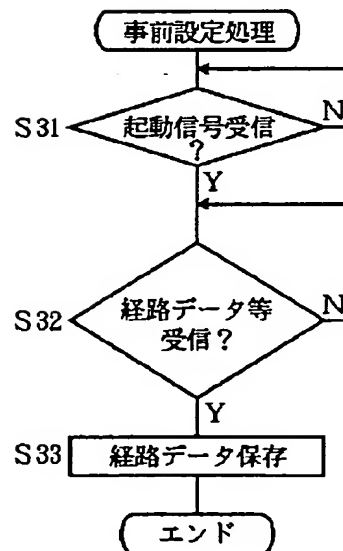 事前設定処理
S31
起動信号受信
?
N
Y
S32
経路データ等
受信?
N
Y
S33
経路データ保存
エンド